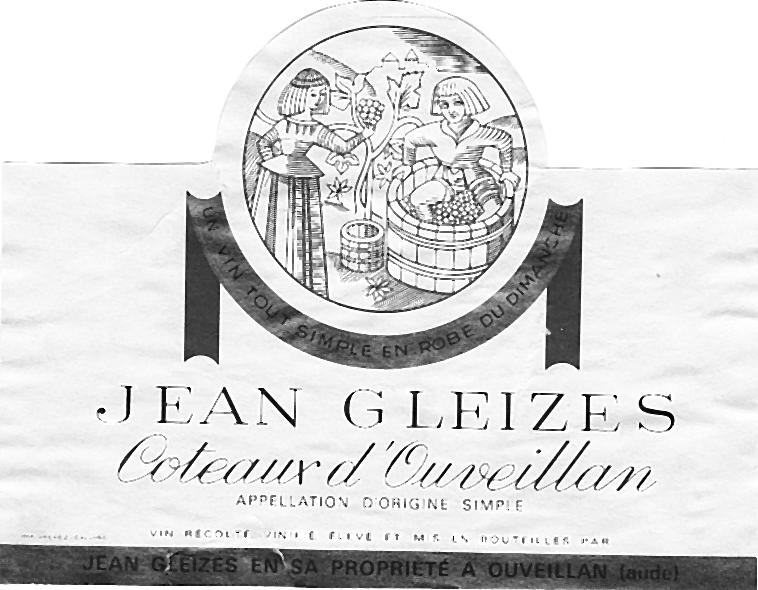 UN VIN TOUT SIMPLE EN ROBE DU DIMANCHE
JEAN GLEIZES
Coteaux d'Ouveillan
APPELLATION D'ORIGINE SIMPLE
VIN RÉCOLTÉ VINIFIÉ ÉLEVÉ ET MIS EN BOUTEILLES PAR
JEAN GLEIZES EN SA PROPRIETÉ A OUVEILLAN (aude)